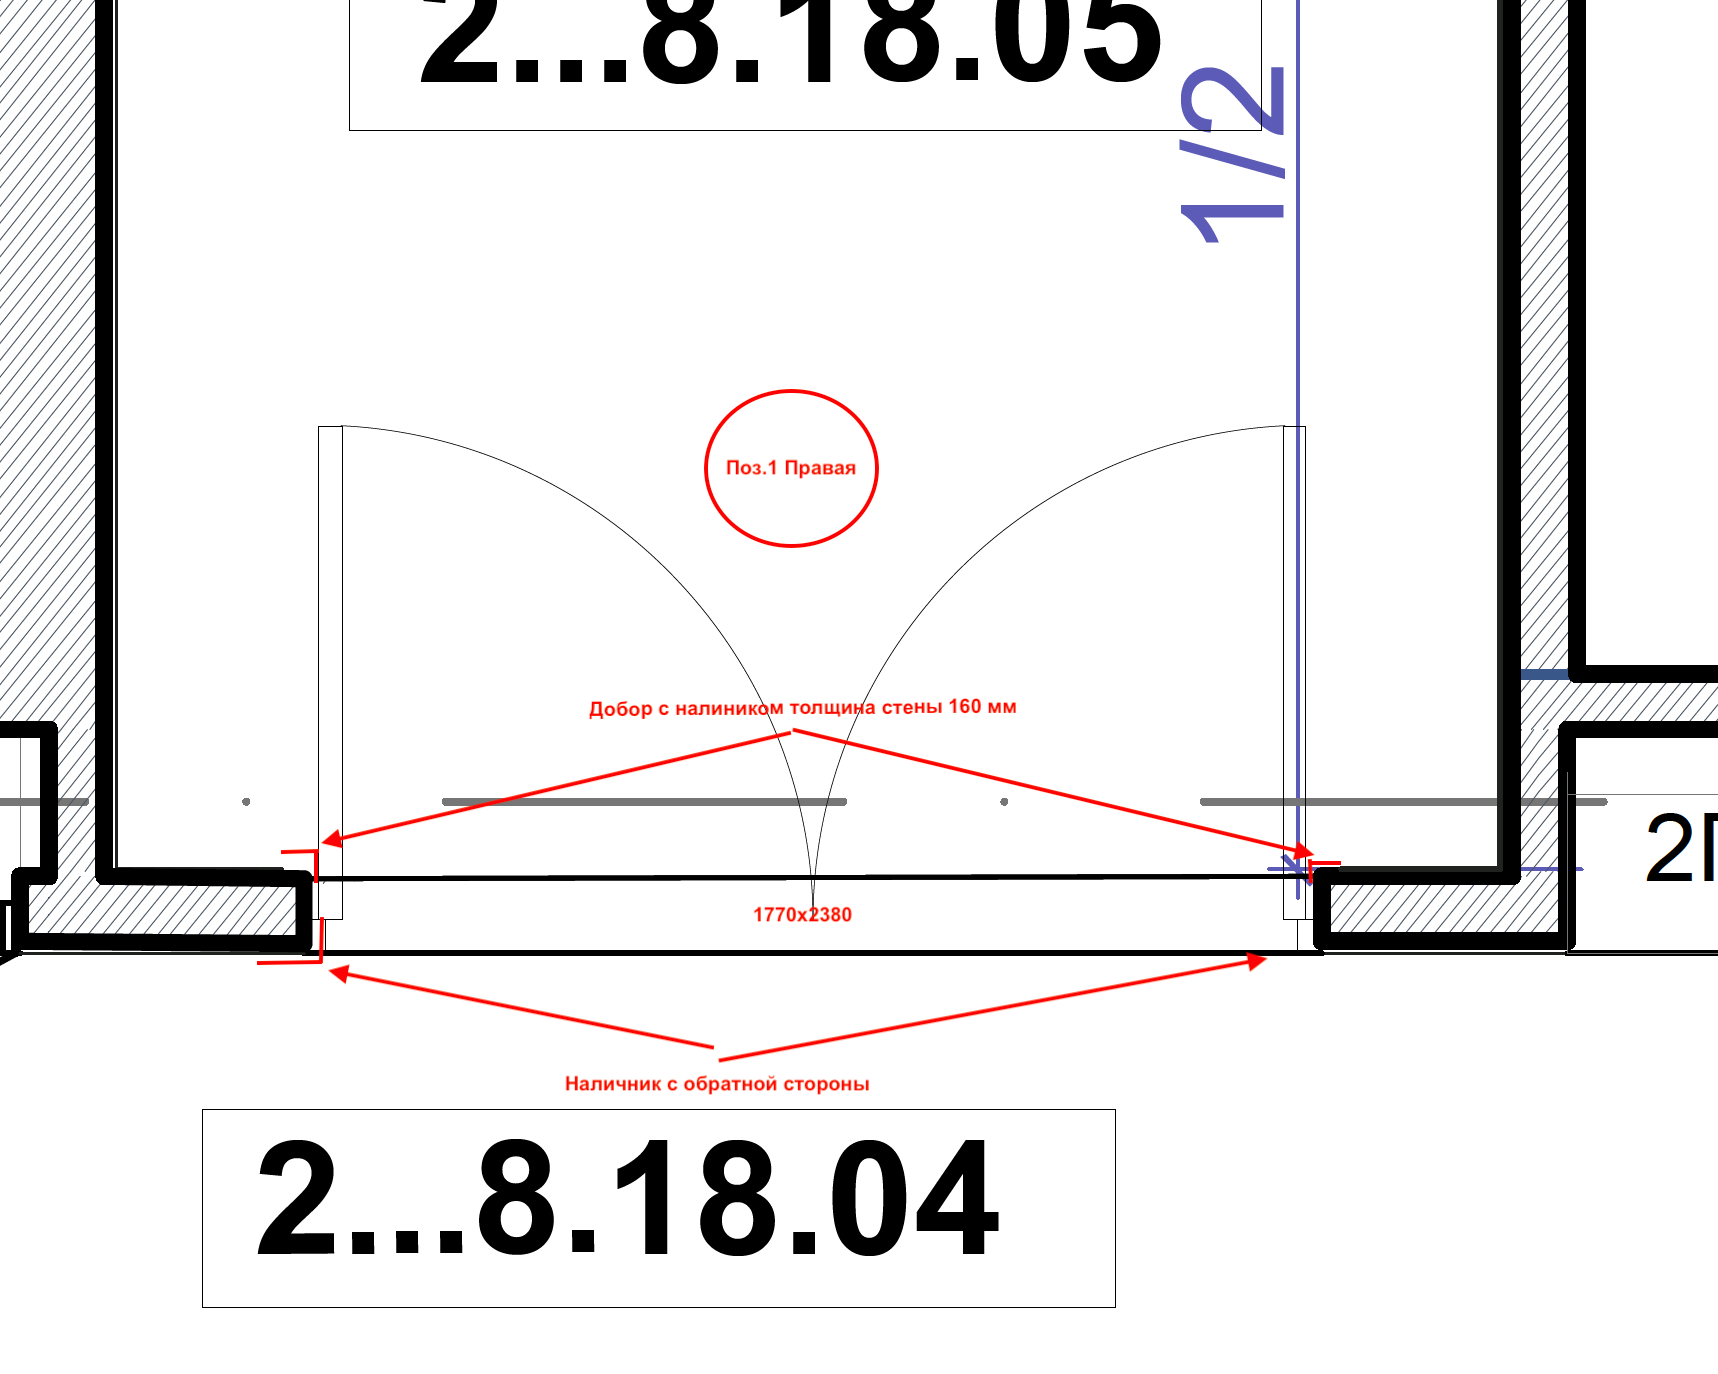 2...8.18.05
1/2
Поз.1 Правая
Добор с налиником толщина стены 160 мм
1770x2380
Наличник с обратной стороны
2...8.18.04